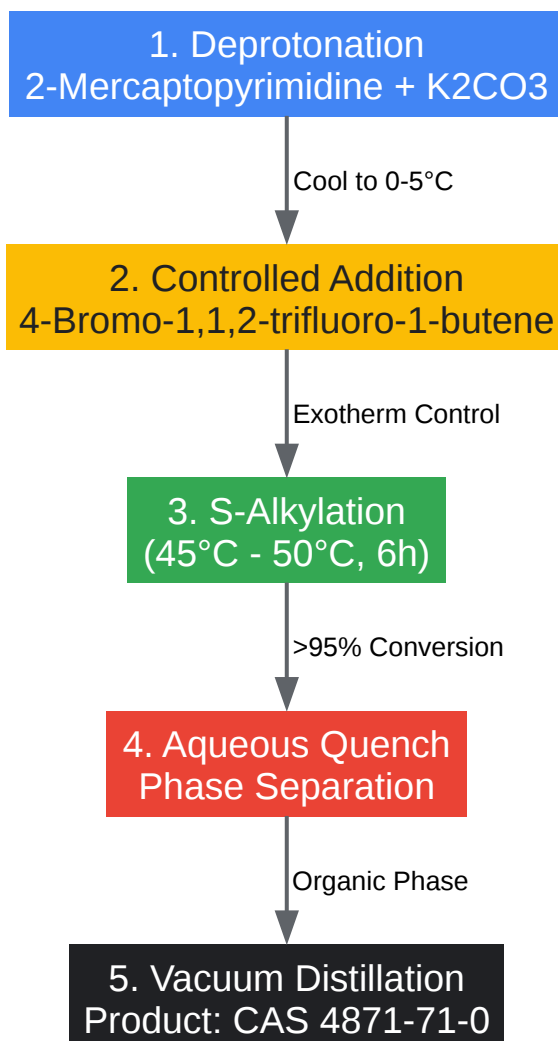 1. Deprotonation
2-Mercaptopyrimidine + K2CO3
Cool to 0-5°C
2. Controlled Addition
4-Bromo-1,1,2-trifluoro-1-butene
Exotherm Control
3. S-Alkylation
(45°C - 50°C, 6h)
>95% Conversion
4. Aqueous Quench
Phase Separation
Organic Phase
5. Vacuum Distillation
Product: CAS 4871-71-0